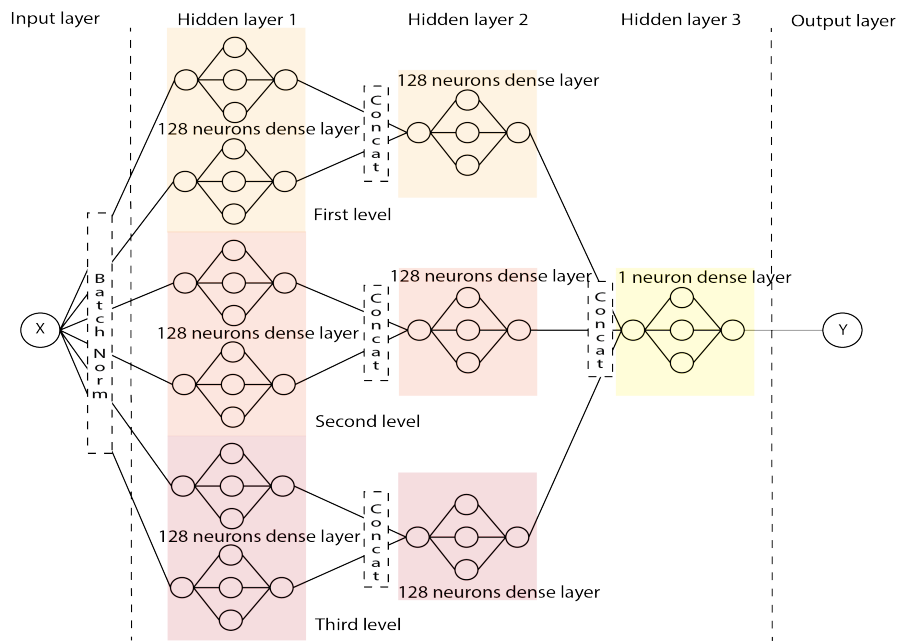 Input layer
Hidden layer 1
Hidden layer 2
Hidden layer 3
Output layer
128 neurons dense layer
First level
128 neurons dense layer
Second level
128 neurons dense layer
Third level
Batch Norm
X
Concat
Concat
Concat
128 neurons dense layer
128 neurons dense layer
128 neurons dense layer
Concat
1 neuron dense layer
Y